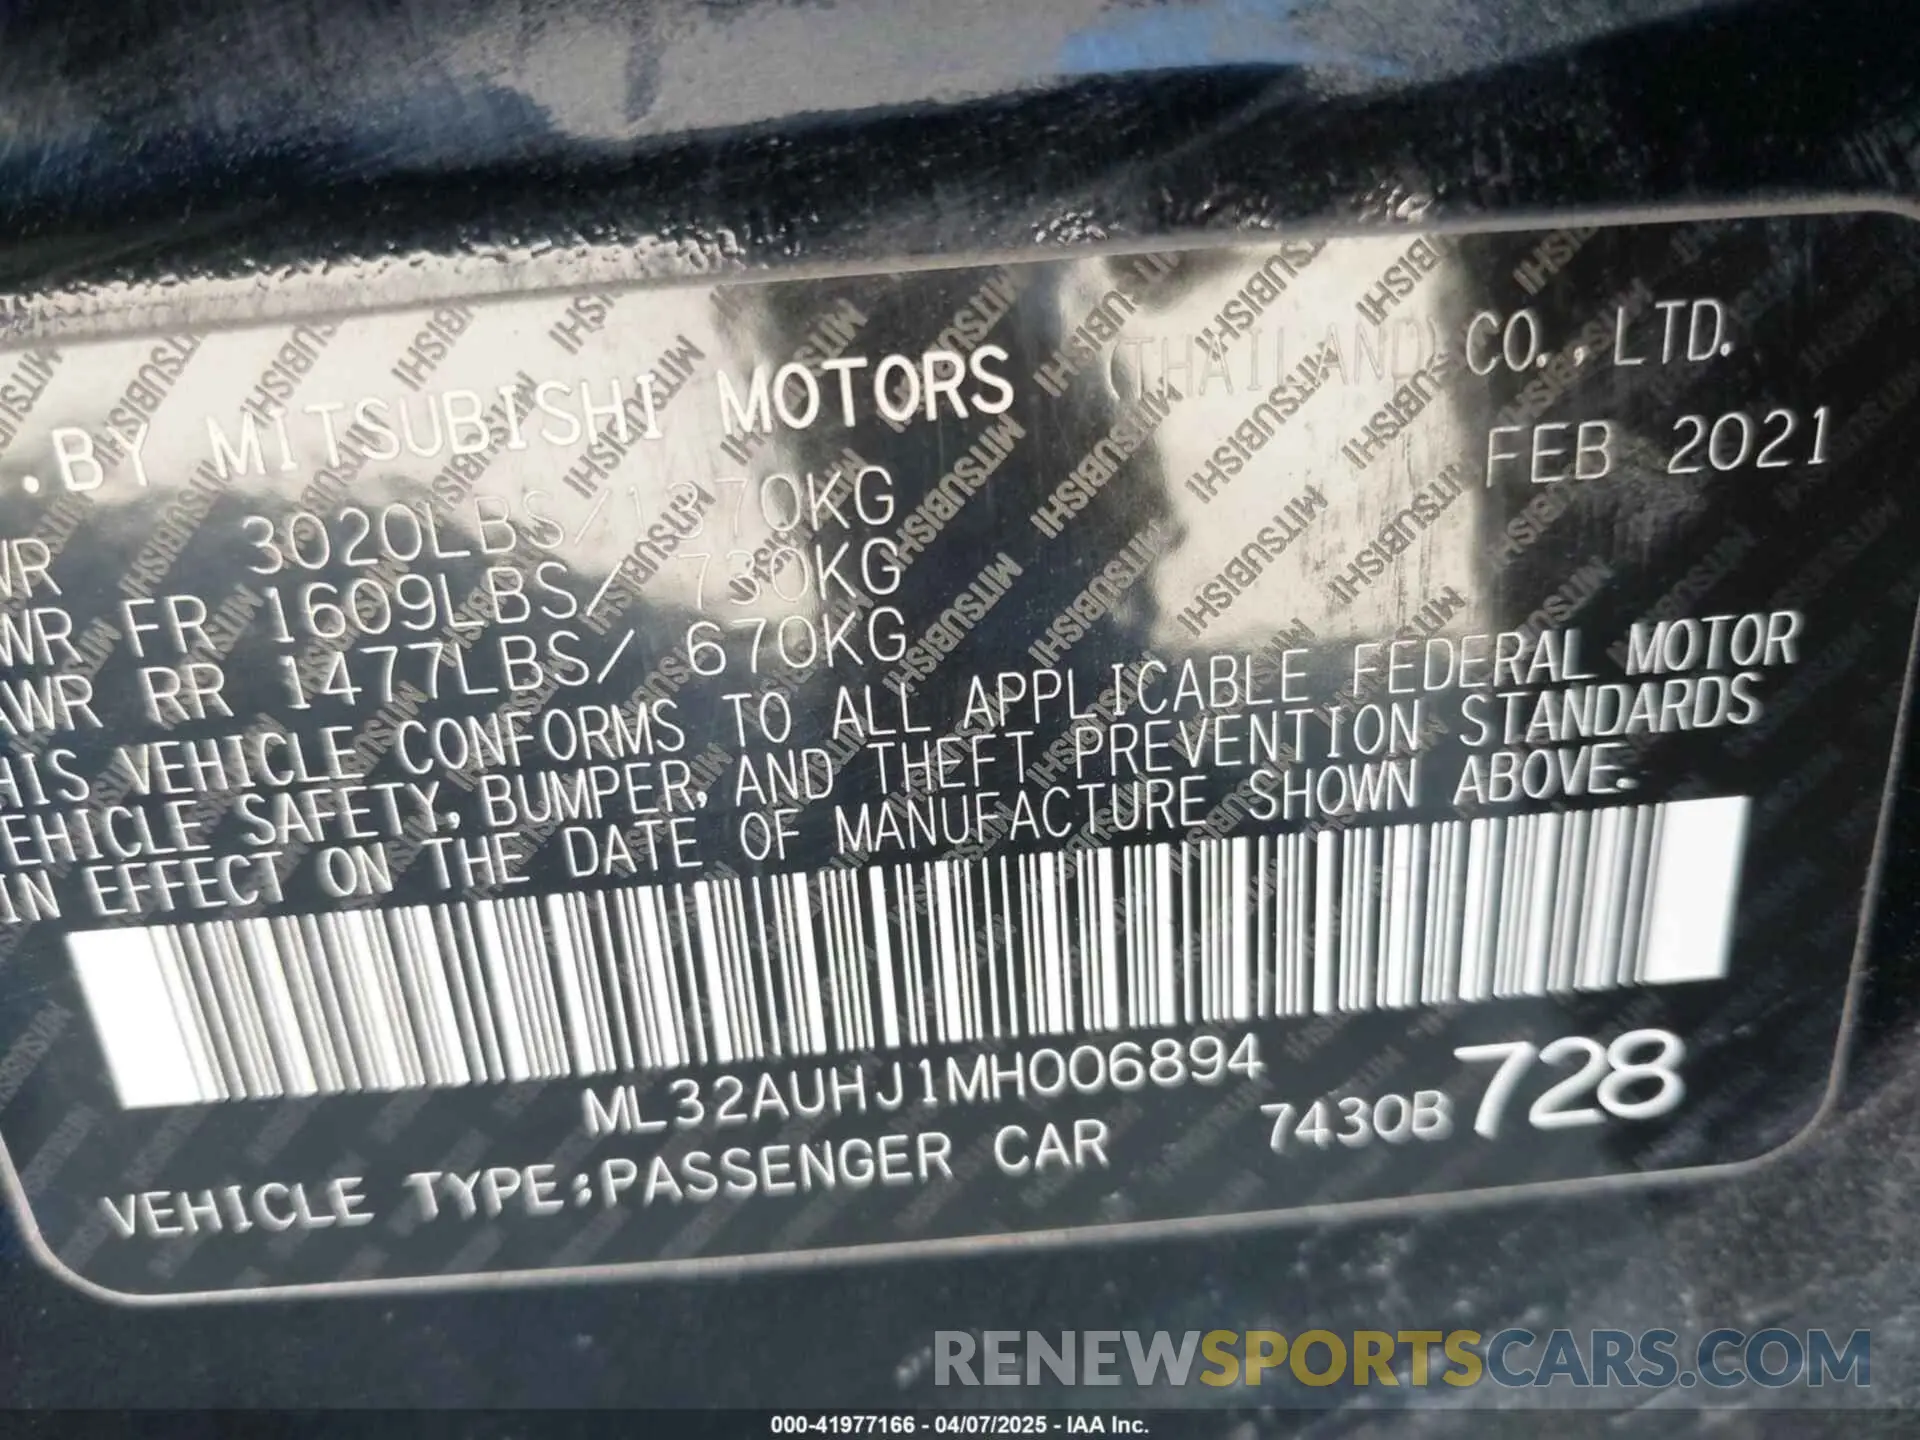 .BY MITSUBISHI MOTORS (THAILAND) CO.,LTD.
FEB 2021
WR 3020LBS/1370KG
WR FR 1609LBS/ 730KG
AWR RR 1477LBS/ 670KG
HIS VEHICLE CONFORMS TO ALL APPLICABLE FEDERAL MOTOR
EHICLE SAFETY, BUMPER, AND THEFT PREVENTION STANDARDS
IN EFFECT ON THE DATE OF MANUFACTURE SHOWN ABOVE.
ML32AUHJ1MH006894
7430B 728
VEHICLE TYPE:PASSENGER CAR
RENEWSPORTSCARS.COM
000-41977166 - 04/07/2025 - IAA Inc.